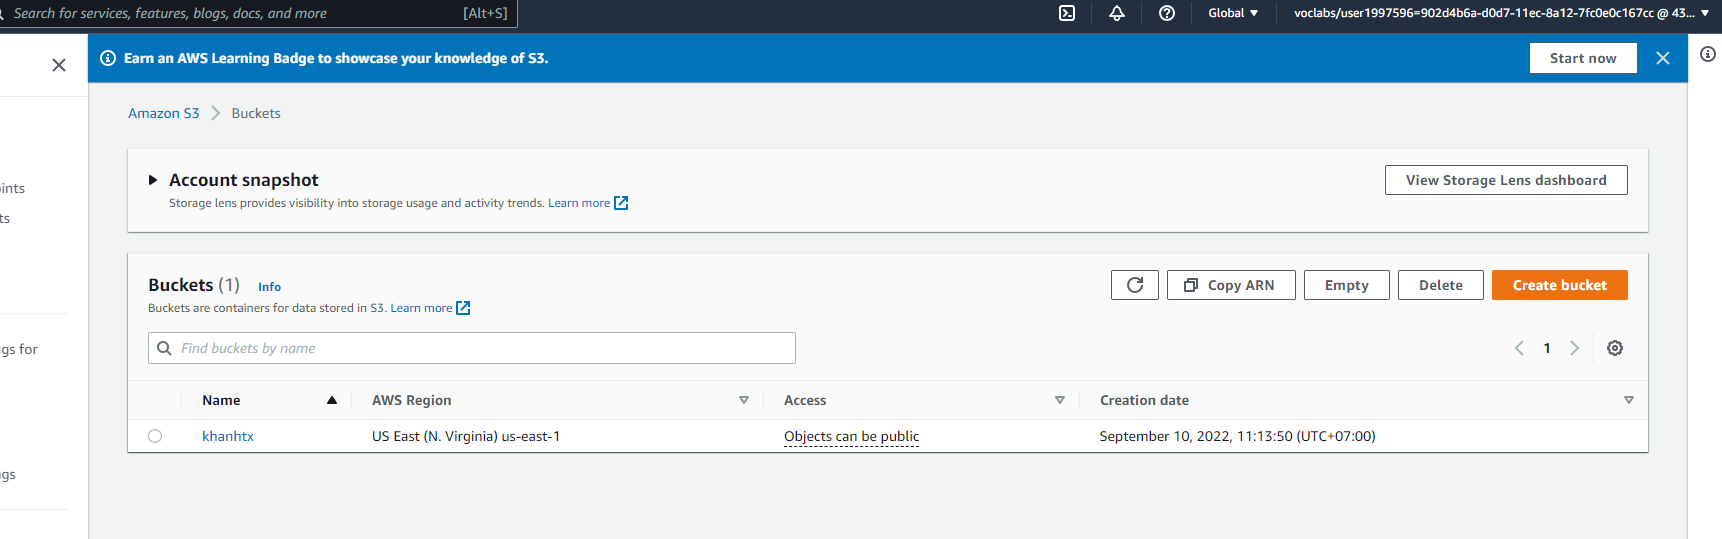 Search for services, features, blogs, docs, and more [Alt+S] Global voclabs/user1997596=902d4b6a-d0d7-11ec-8a12-7fc0e0c167cc @ 43...
Earn an AWS Learning Badge to showcase your knowledge of S3. Start now
Amazon S3 Buckets
Account snapshot View Storage Lens dashboard
Storage lens provides visibility into storage usage and activity trends. Learn more
oints
ts
Buckets (1) Info Copy ARN Empty Delete Create bucket
Buckets are containers for data stored in S3. Learn more
Find buckets by name 1
gs for
Name AWS Region Access Creation date
khanhtx US East (N. Virginia) us-east-1 Objects can be public September 10, 2022, 11:13:50 (UTC+07:00)
gs